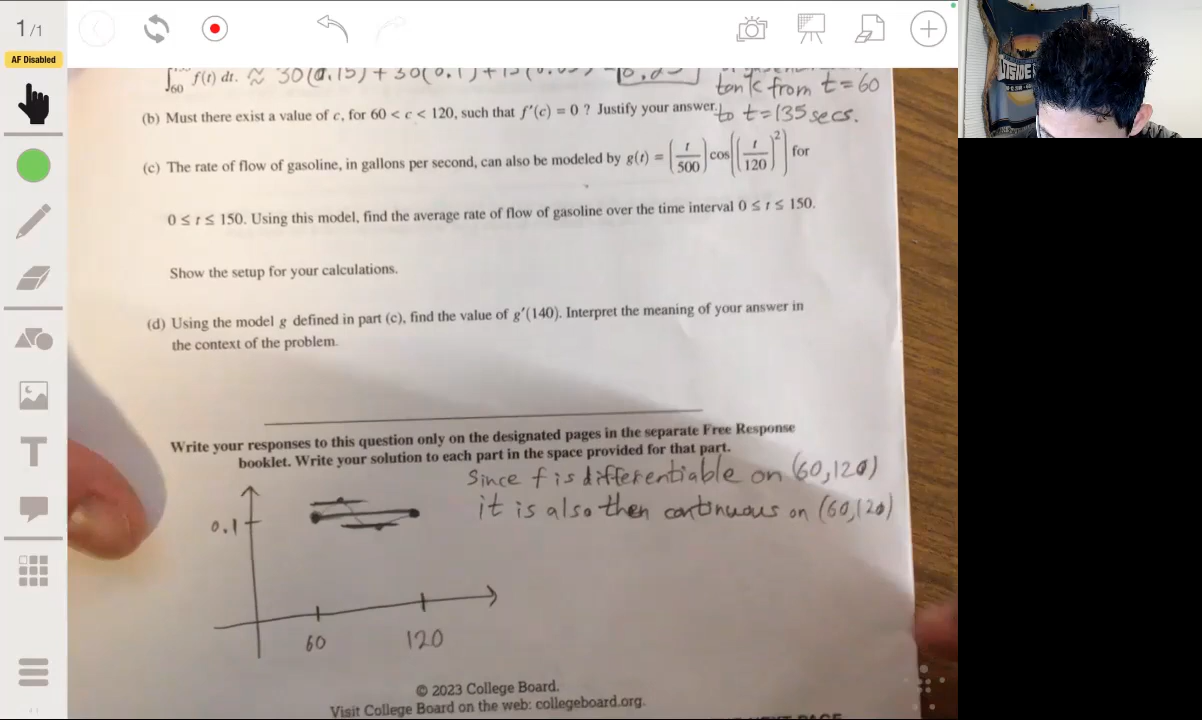 1/1
AF Disabled
∫₆₀ f(t) dt. ≈ 30(0.15) + 30(0.1) +
tank from t=60
(b) Must there exist a value of c, for 60 < c < 120, such that f′(c) = 0 ? Justify your answer.
to t=135 secs.
(c) The rate of flow of gasoline, in gallons per second, can also be modeled by g(t) = (t/500) cos((t/120)²) for
0 ≤ t ≤ 150. Using this model, find the average rate of flow of gasoline over the time interval 0 ≤ t ≤ 150.
Show the setup for your calculations.
(d) Using the model g defined in part (c), find the value of g′(140). Interpret the meaning of your answer in
the context of the problem.
Write your responses to this question only on the designated pages in the separate Free Response
booklet. Write your solution to each part in the space provided for that part.
Since f is differentiable on (60,120)
it is also then continuous on (60,120)
0.1
60 120
© 2023 College Board.
Visit College Board on the web: collegeboard.org.
T